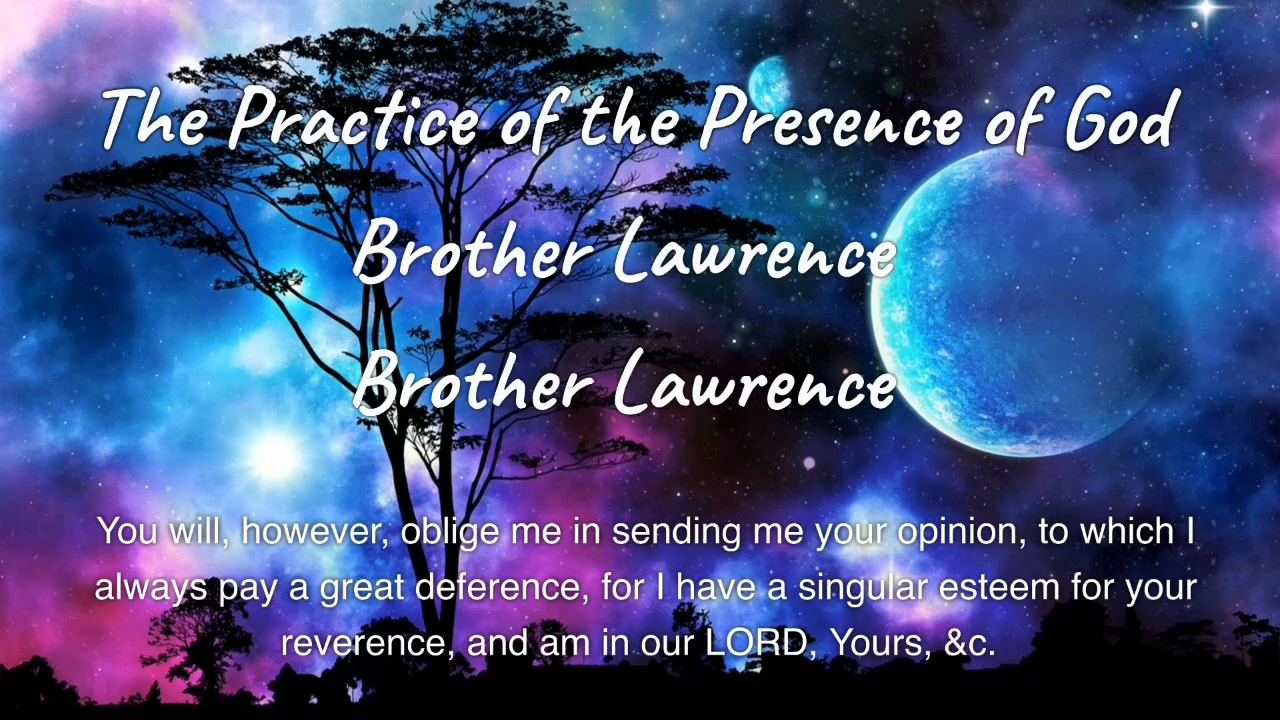 The Practice of the Presence of God
Brother Lawrence
Brother Lawrence
You will, however, oblige me in sending me your opinion, to which I
always pay a great deference, for I have a singular esteem for your
reverence, and am in our LORD, Yours, &c.